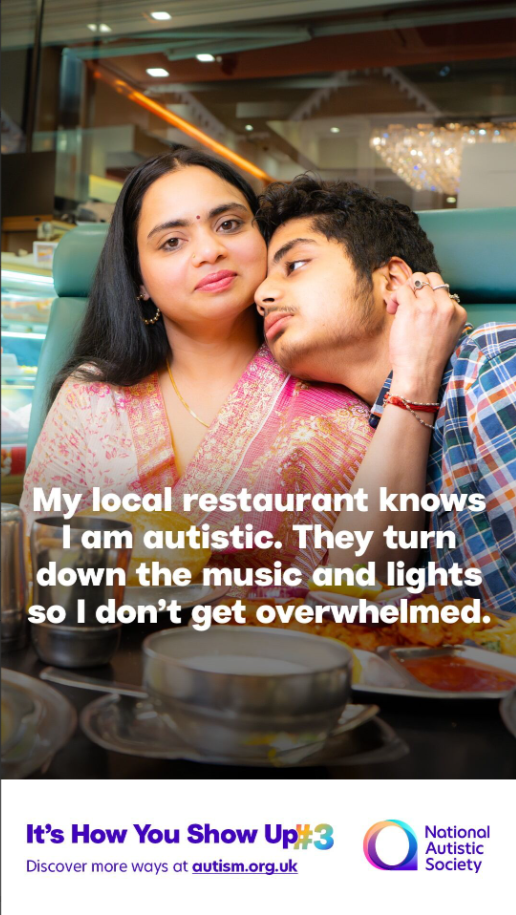 My local restaurant knows
I am autistic. They turn
down the music and lights
so I don't get overwhelmed.
It's How You Show Up#3
Discover more ways at autism.org.uk
National
Autistic
Society